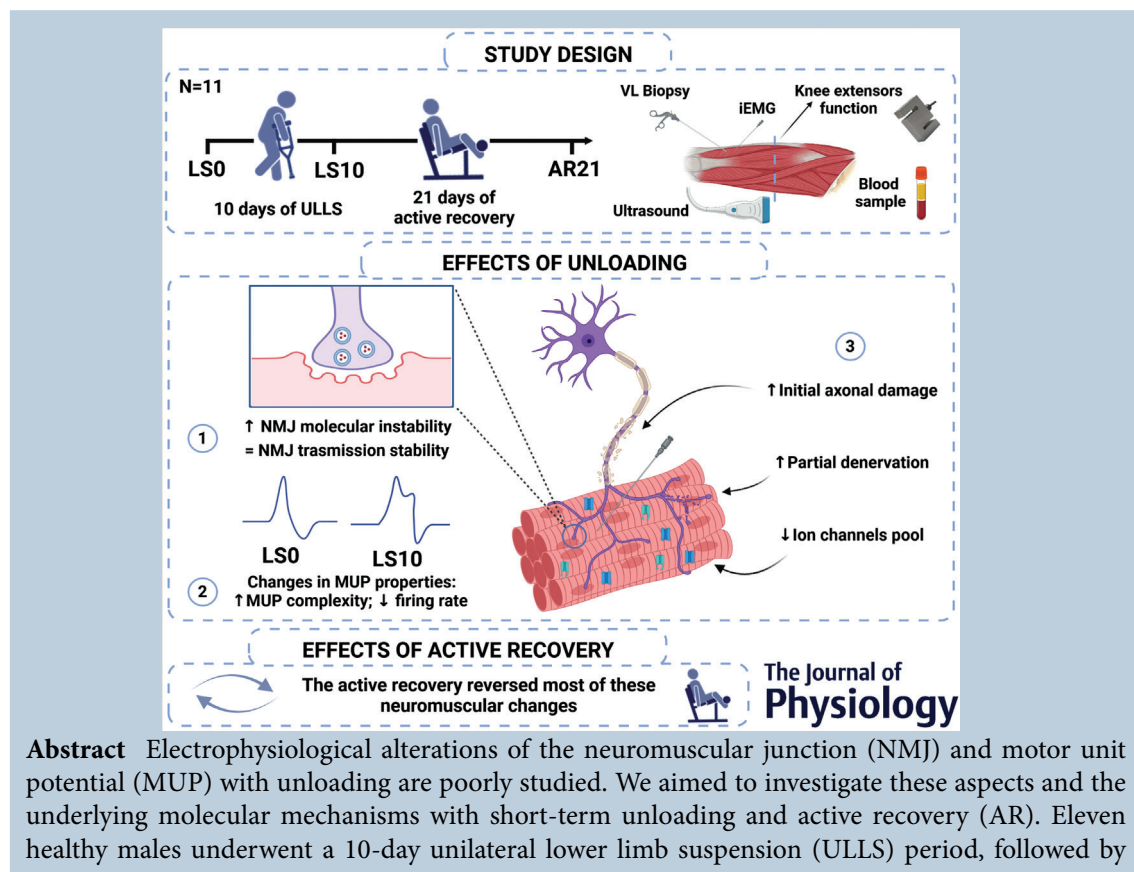 STUDY DESIGN
N=11
LS0
LS10
AR21
10 days of ULLS
21 days of
active recovery
VL Biopsy
iEMG
Knee extensors
function
Ultrasound
Blood
sample
EFFECTS OF UNLOADING
1
↑ NMJ molecular instability
= NMJ trasmission stability
LS0
LS10
2
Changes in MUP properties:
↑MUP complexity; ↓ firing rate
3
↑Initial axonal damage
↑Partial denervation
↓Ion channels pool
EFFECTS OF ACTIVE RECOVERY
The active recovery reversed most of these
neuromuscular changes
The Journal of
Physiology
Abstract Electrophysiological alterations of the neuromuscular junction (NMJ) and motor unit
potential (MUP) with unloading are poorly studied. We aimed to investigate these aspects and the
underlying molecular mechanisms with short-term unloading and active recovery (AR). Eleven
healthy males underwent a 10-day unilateral lower limb suspension (ULLS) period, followed by